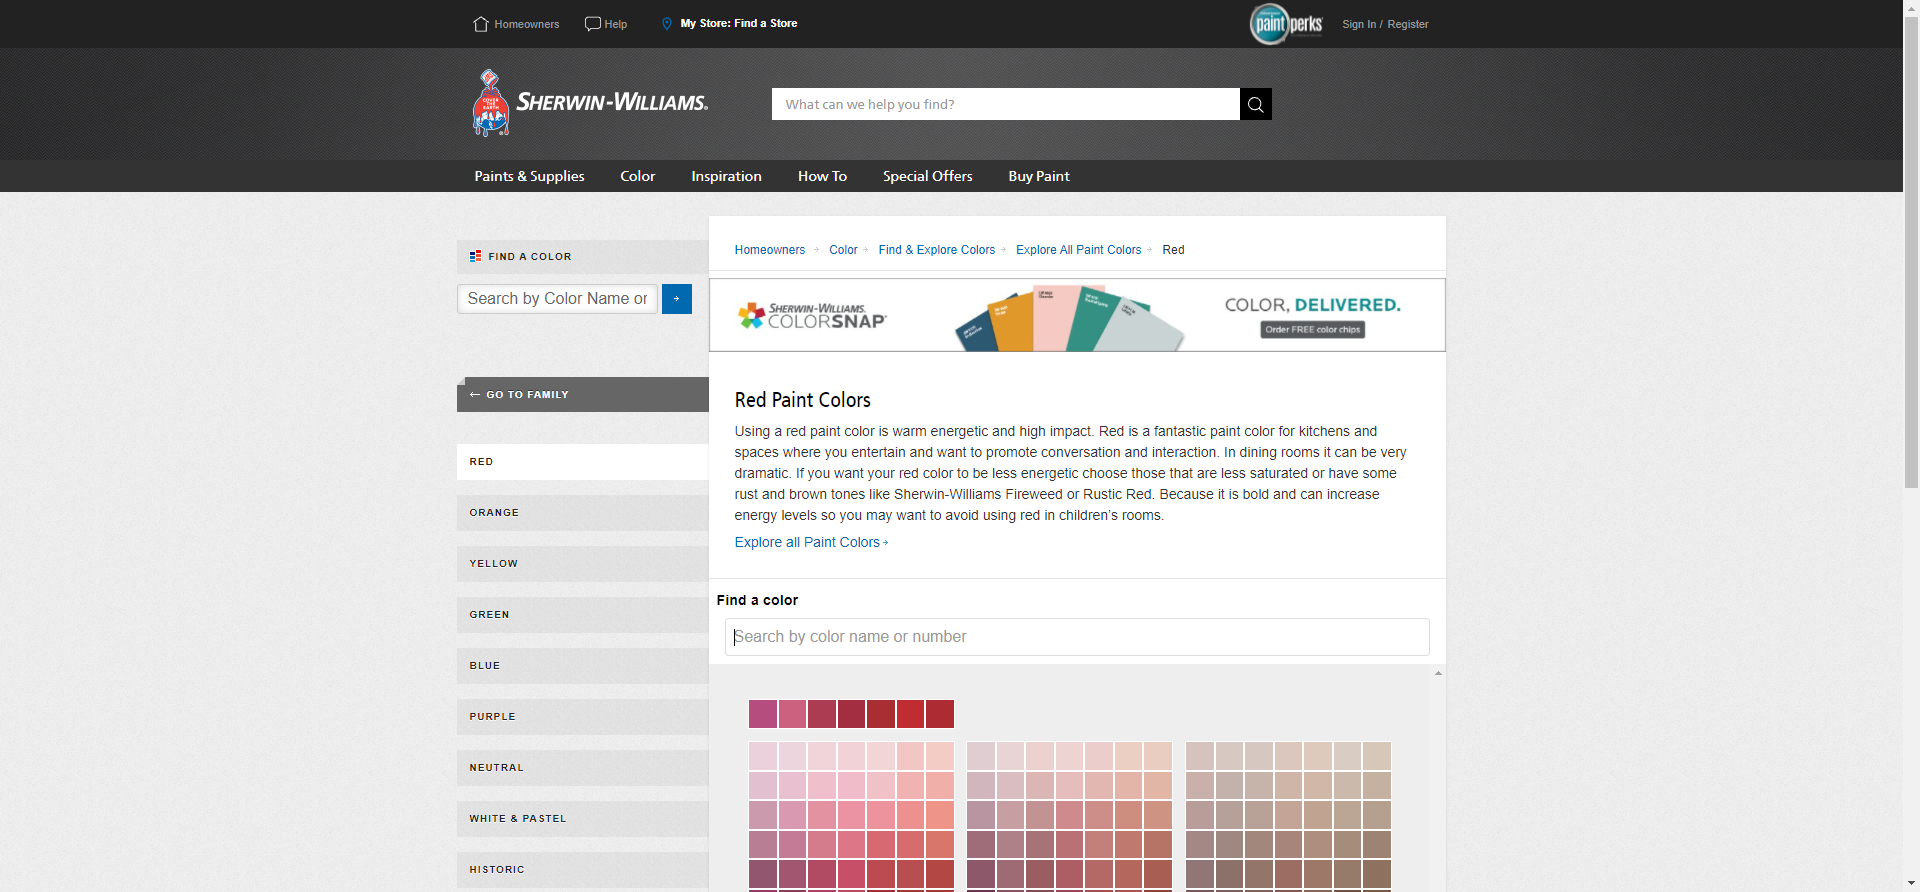 Homeowners
Help
My Store: Find a Store
paint perks
Sign In / Register
COVER THE EARTH
SHERWIN-WILLIAMS.
What can we help you find?
Paints & Supplies
Color
Inspiration
How To
Special Offers
Buy Paint
FIND A COLOR
Search by Color Name or
GO TO FAMILY
RED
ORANGE
YELLOW
GREEN
BLUE
PURPLE
NEUTRAL
WHITE & PASTEL
HISTORIC
Homeowners
Color
Find & Explore Colors
Explore All Paint Colors
Red
SHERWIN-WILLIAMS.
COLORSNAP
COLOR, DELIVERED.
Order FREE color chips
Red Paint Colors
Using a red paint color is warm energetic and high impact. Red is a fantastic paint color for kitchens and
spaces where you entertain and want to promote conversation and interaction. In dining rooms it can be very
dramatic. If you want your red color to be less energetic choose those that are less saturated or have some
rust and brown tones like Sherwin-Williams Fireweed or Rustic Red. Because it is bold and can increase
energy levels so you may want to avoid using red in children's rooms.
Explore all Paint Colors
Find a color
Search by color name or number